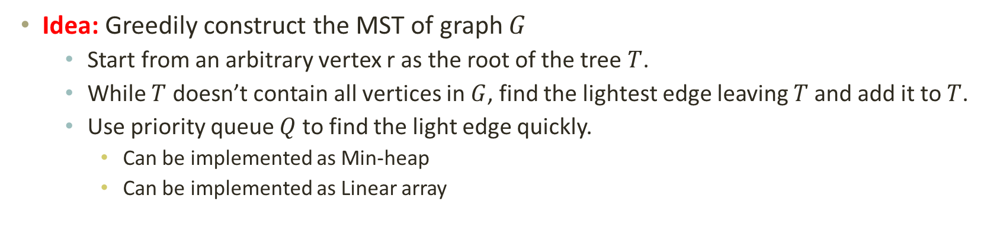 • Idea: Greedily construct the MST of graph G
• Start from an arbitrary vertex r as the root of the tree T.
• While T doesn’t contain all vertices in G, find the lightest edge leaving T and add it to T.
• Use priority queue Q to find the light edge quickly.
• Can be implemented as Min-heap
• Can be implemented as Linear array